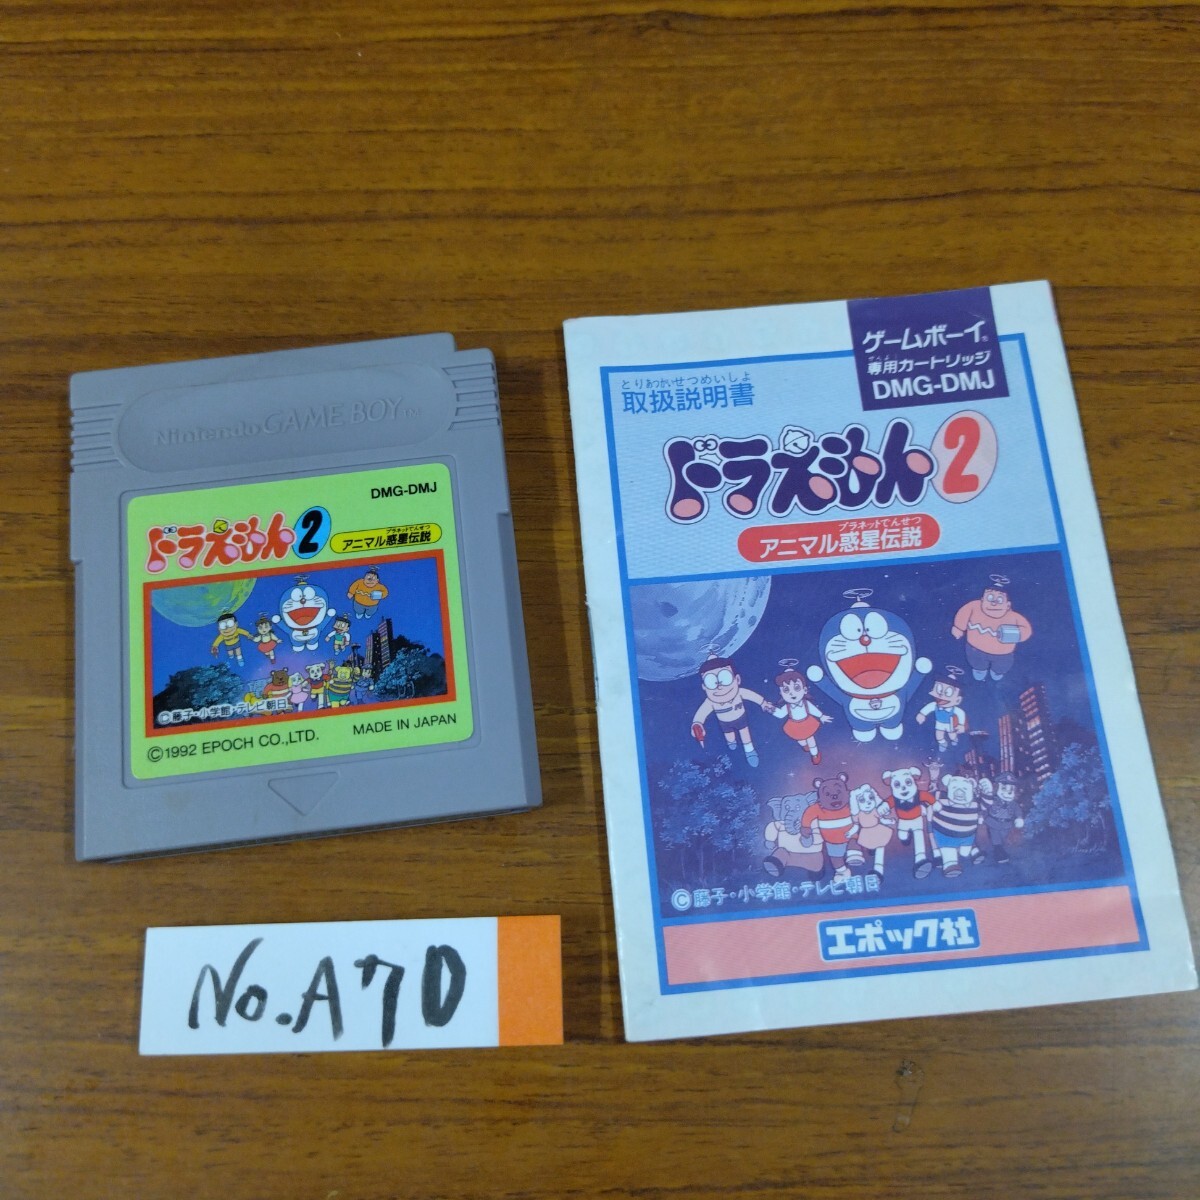 Nintendo GAME BOY TM
DMG-DMJ
ドラえもん2
プラネットでんせつ
アニマル惑星伝説
©藤子・小学館・テレビ朝日
©1992 EPOCH CO.,LTD.
MADE IN JAPAN
ゲームボーイ®
せんよう
専用カートリッジ
DMG-DMJ
とりあつかいせつめいしょ
取扱説明書
ドラえもん2
プラネットでんせつ
アニマル惑星伝説
©藤子・小学館・テレビ朝日
エポック社
No.A70